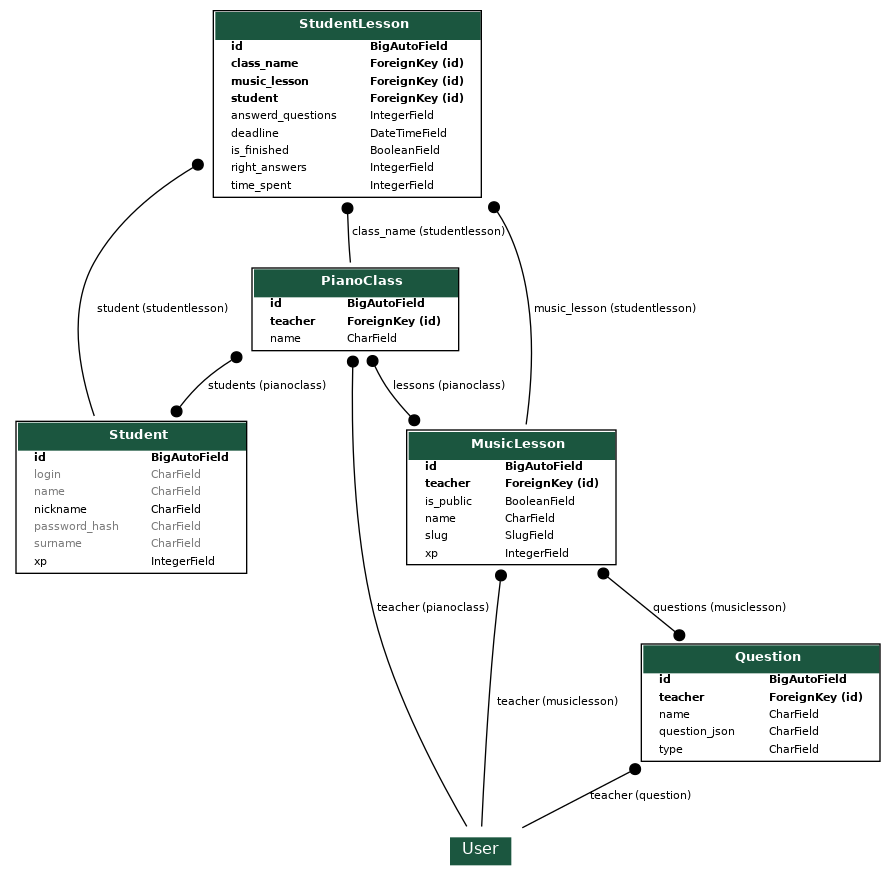 StudentLesson
id BigAutoField
class_name ForeignKey (id)
music_lesson ForeignKey (id)
student ForeignKey (id)
answerd_questions IntegerField
deadline DateTimeField
is_finished BooleanField
right_answers IntegerField
time_spent IntegerField
class_name (studentlesson)
PianoClass
id BigAutoField
teacher ForeignKey (id)
name CharField
student (studentlesson)
music_lesson (studentlesson)
students (pianoclass)
lessons (pianoclass)
Student
id BigAutoField
login CharField
name CharField
nickname CharField
password_hash CharField
surname CharField
xp IntegerField
MusicLesson
id BigAutoField
teacher ForeignKey (id)
is_public BooleanField
name CharField
slug SlugField
xp IntegerField
teacher (pianoclass)
questions (musiclesson)
Question
id BigAutoField
teacher ForeignKey (id)
name CharField
question_json CharField
type CharField
teacher (musiclesson)
teacher (question)
User